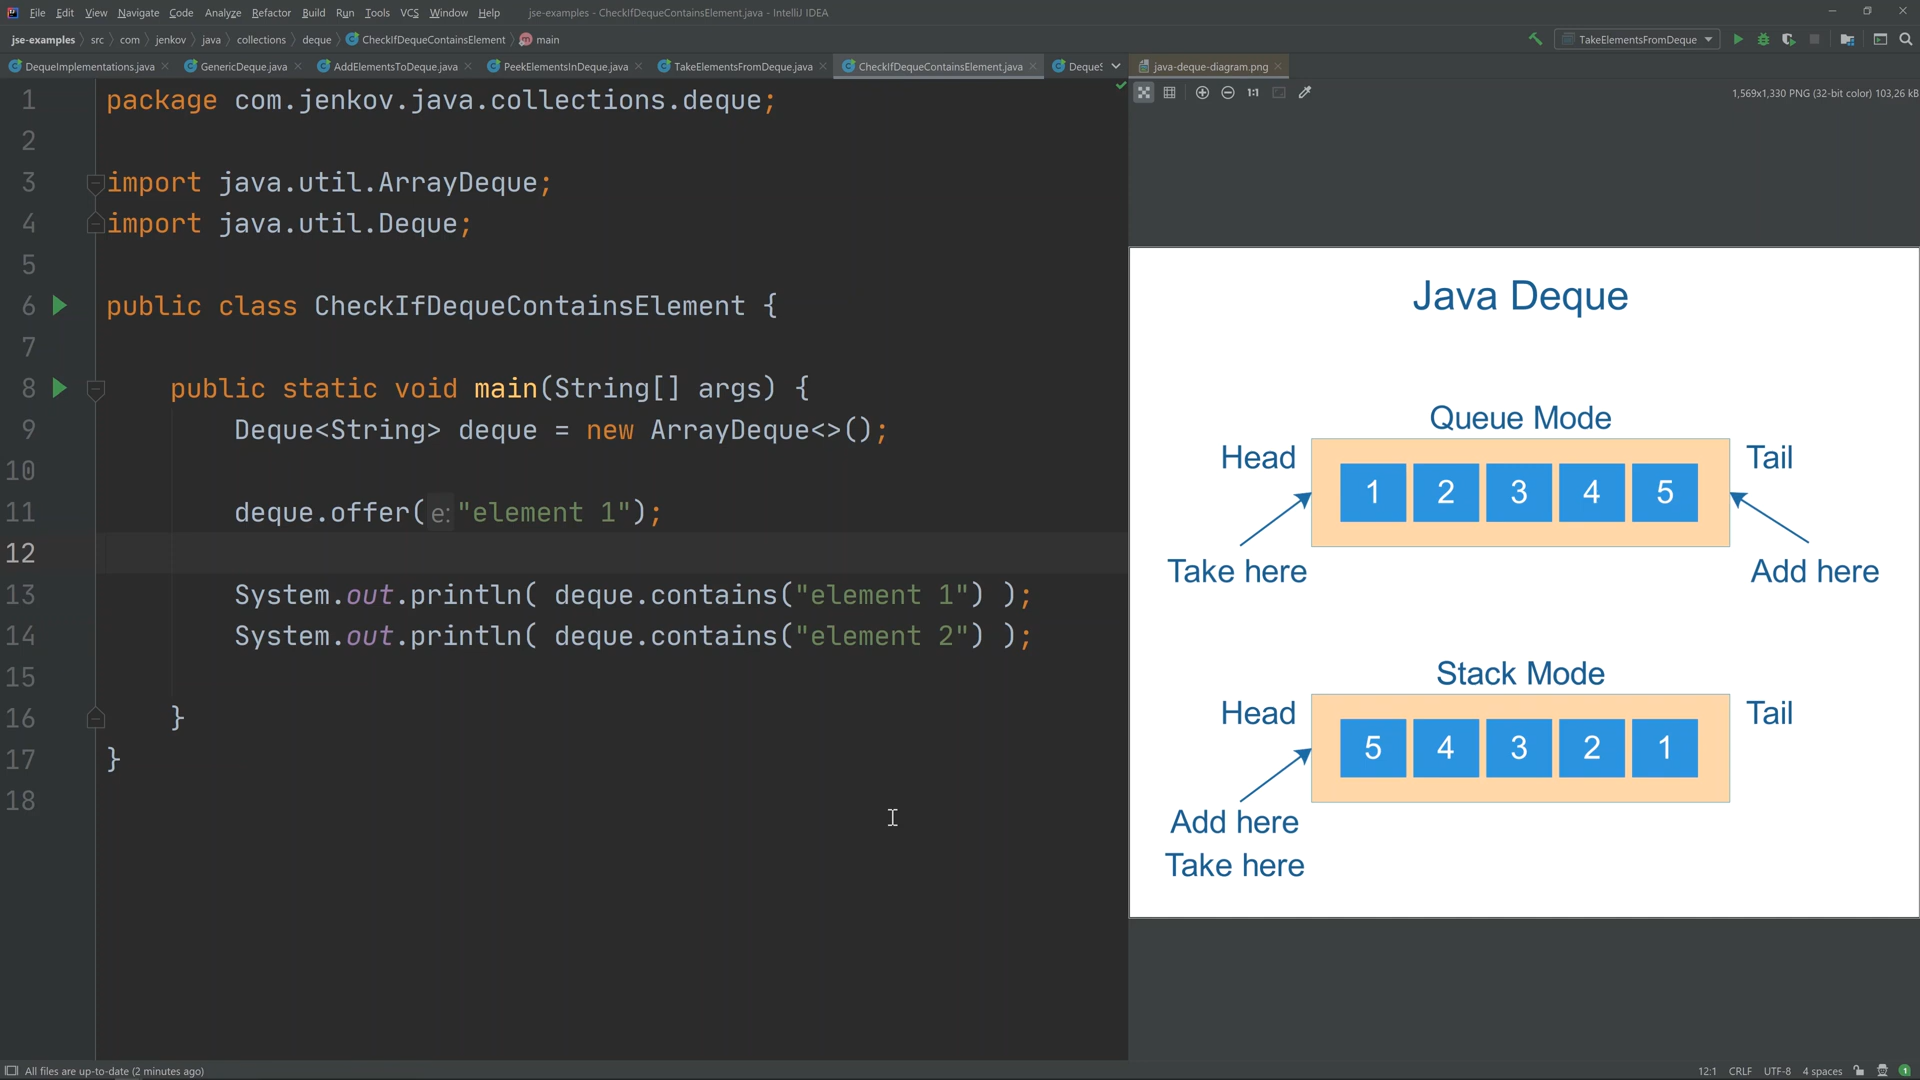 File Edit View Navigate Code Analyze Refactor Build Run Tools VCS Window Help jse-examples - CheckIfDequeContainsElement.java - IntelliJ IDEA
jse-examples src com jenkov java collections deque CheckIfDequeContainsElement main
TakeElementsFromDeque
DequeImplementations.java GenericDeque.java AddElementsToDeque.java PeekElementsInDeque.java TakeElementsFromDeque.java CheckIfDequeContainsElement.java
java-deque-diagram.png
1:1 1,569x1,330 PNG (32-bit color) 103,26 kB
1 package com.jenkov.java.collections.deque;
2
3 import java.util.ArrayDeque;
4 import java.util.Deque;
5
6 public class CheckIfDequeContainsElement {
7
8 public static void main(String[] args) {
9 Deque<String> deque = new ArrayDeque<>();
10
11 deque.offer( e: "element 1");
12
13 System.out.println( deque.contains("element 1") );
14 System.out.println( deque.contains("element 2") );
15
16 }
17 }
18
Java Deque
Queue Mode
Head Tail
1 2 3 4 5
Take here Add here
Stack Mode
Head Tail
5 4 3 2 1
Add here
Take here
All files are up-to-date (2 minutes ago)
12:1 CRLF UTF-8 4 spaces